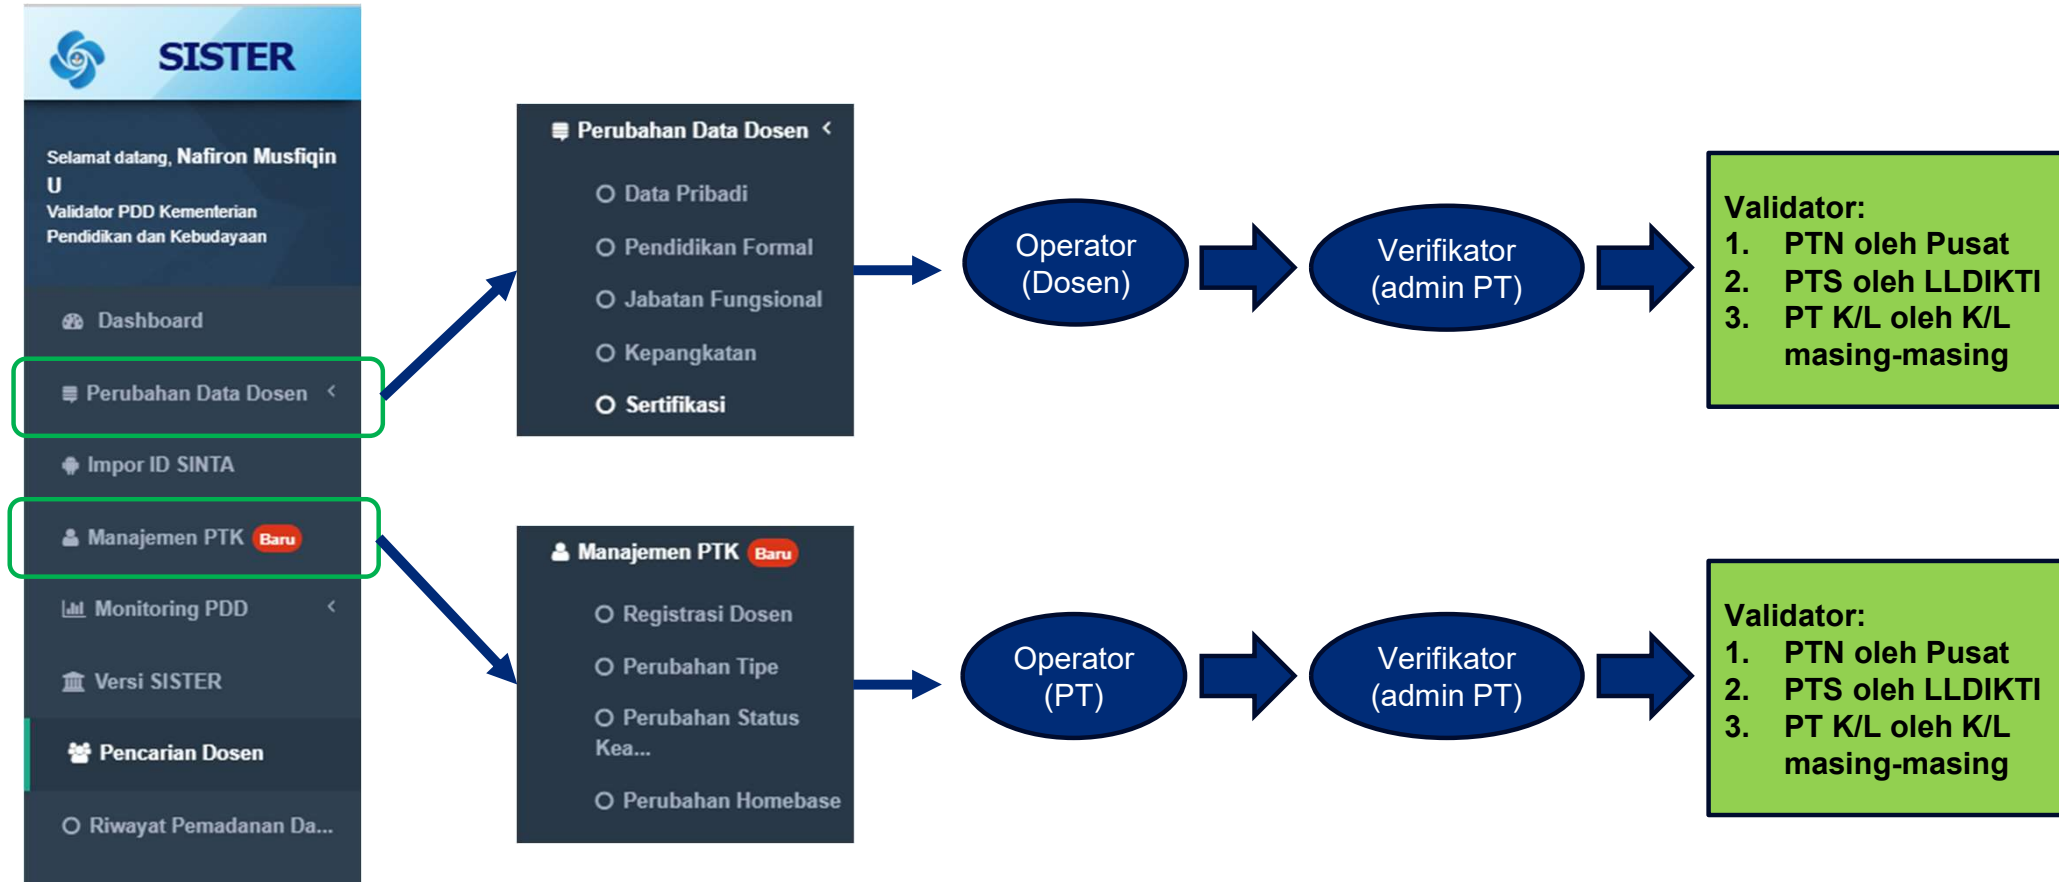 SISTER
Selamat datang, Nafiron Musfiqin
U
Validator PDD Kementerian
Pendidikan dan Kebudayaan
Dashboard
Perubahan Data Dosen
Impor ID SINTA
Manajemen PTK Baru
Monitoring PDD
Versi SISTER
Pencarian Dosen
Riwayat Pemadanan Da...
Perubahan Data Dosen
Data Pribadi
Pendidikan Formal
Jabatan Fungsional
Kepangkatan
Sertifikasi
Operator
(Dosen)
Verifikator
(admin PT)
Validator:
1. PTN oleh Pusat
2. PTS oleh LLDIKTI
3. PT K/L oleh K/L
masing-masing
Manajemen PTK Baru
Registrasi Dosen
Perubahan Tipe
Perubahan Status
Kea...
Perubahan Homebase
Operator
(PT)
Verifikator
(admin PT)
Validator:
1. PTN oleh Pusat
2. PTS oleh LLDIKTI
3. PT K/L oleh K/L
masing-masing